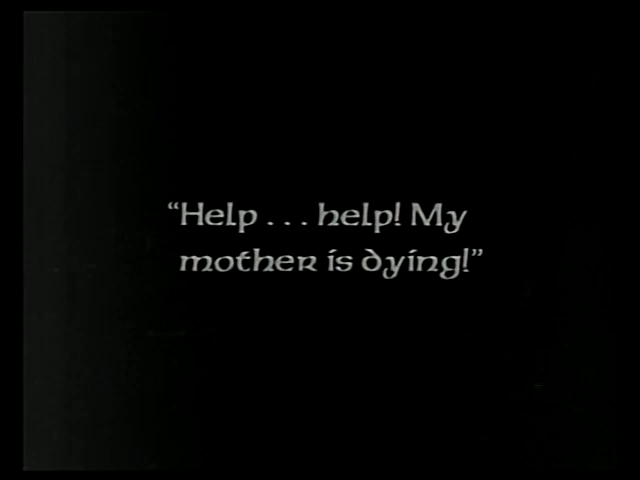 “Help . . . help! My
mother is dying!”